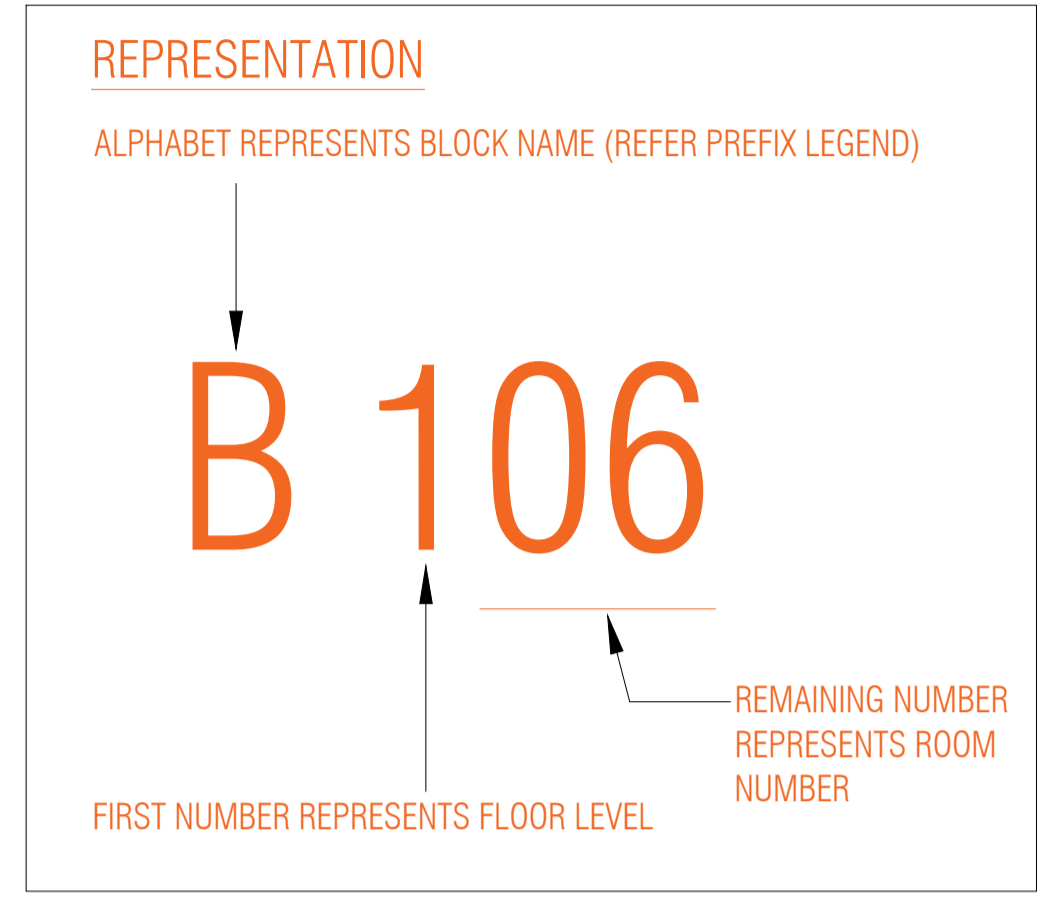 REPRESENTATION
ALPHABET REPRESENTS BLOCK NAME (REFER PREFIX LEGEND)
B 106
REMAINING NUMBER
REPRESENTS ROOM
NUMBER
FIRST NUMBER REPRESENTS FLOOR LEVEL